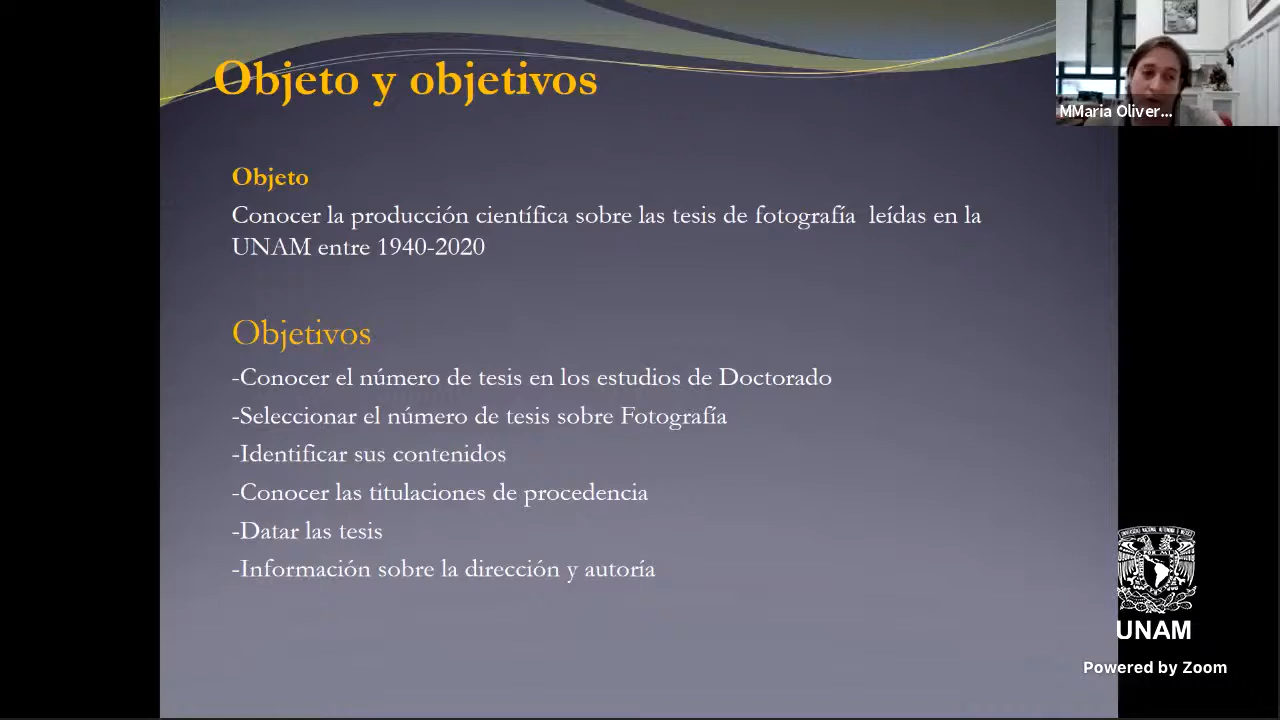 Objeto y objetivos
MMaria Oliver...
Objeto
Conocer la producción científica sobre las tesis de fotografía leídas en la
UNAM entre 1940-2020
Objetivos
-Conocer el número de tesis en los estudios de Doctorado
-Seleccionar el número de tesis sobre Fotografía
-Identificar sus contenidos
-Conocer las titulaciones de procedencia
-Datar las tesis
-Información sobre la dirección y autoría
UNAM
Powered by Zoom